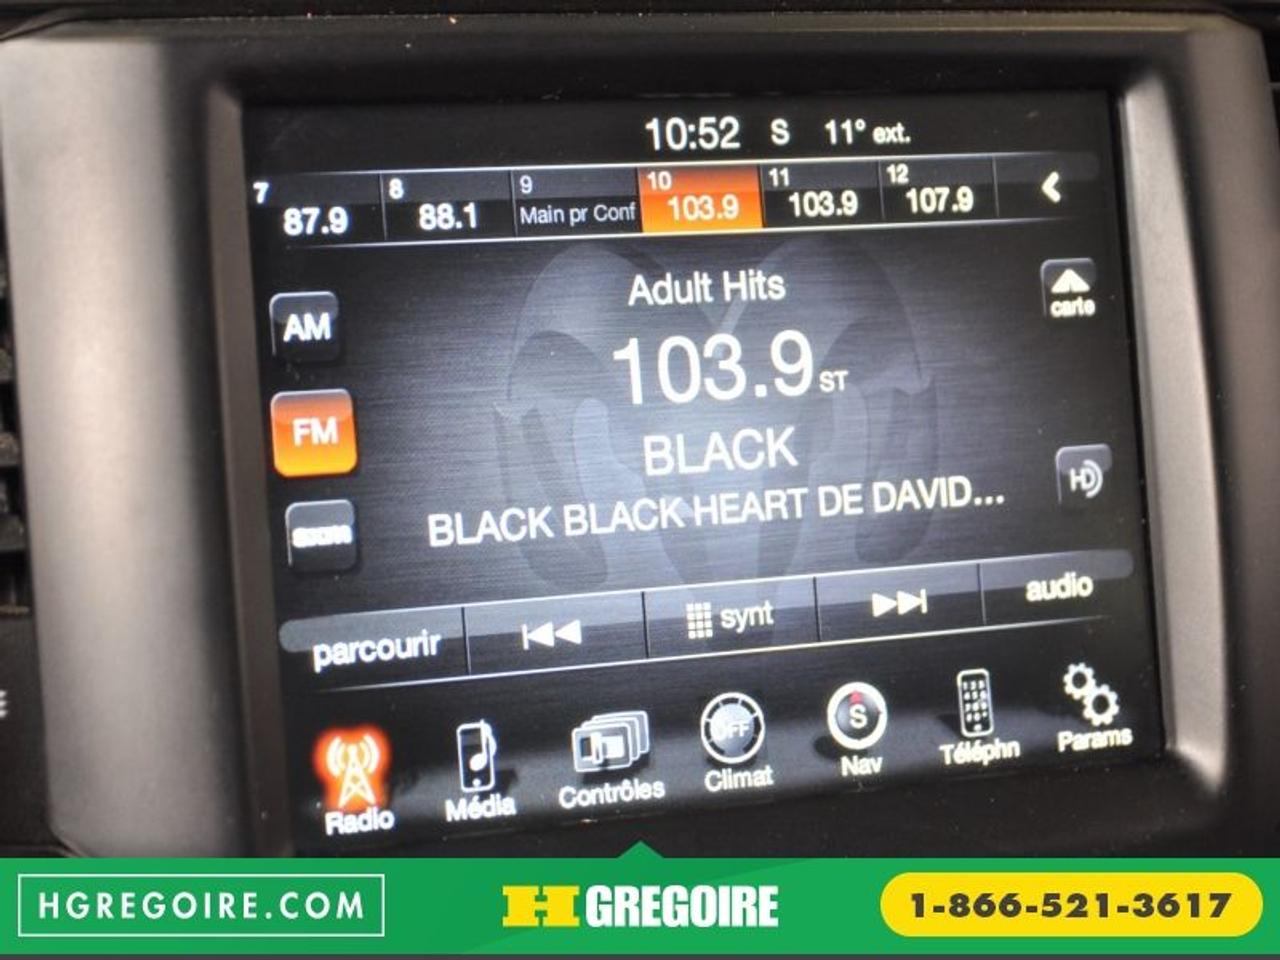 10:52 S 11° ext.
7 8 9 10 11 12
87.9 88.1 Main pr Conf 103.9 103.9 107.9
Adult Hits
carte
AM
103.9 ST
FM
BLACK
HD
BLACK BLACK HEART DE DAVID...
parcourir synt audio
OFF S
Radio Média Contrôles Climat Nav Téléphn Params
HGREGOIRE.COM H GREGOIRE 1-866-521-3617